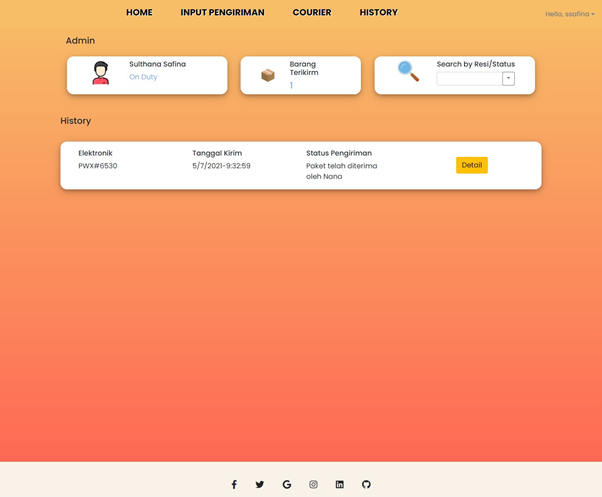 HOME INPUT PENGIRIMAN COURIER HISTORY Hello, ssafina
Admin
Sulthana Safina
On Duty
Barang
Terikirm
1
Search by Resi/Status
History
Elektronik Tanggal Kirim Status Pengiriman
PWX#6530 5/7/2021-9:32:59 Paket telah diterima
oleh Nana
Detail